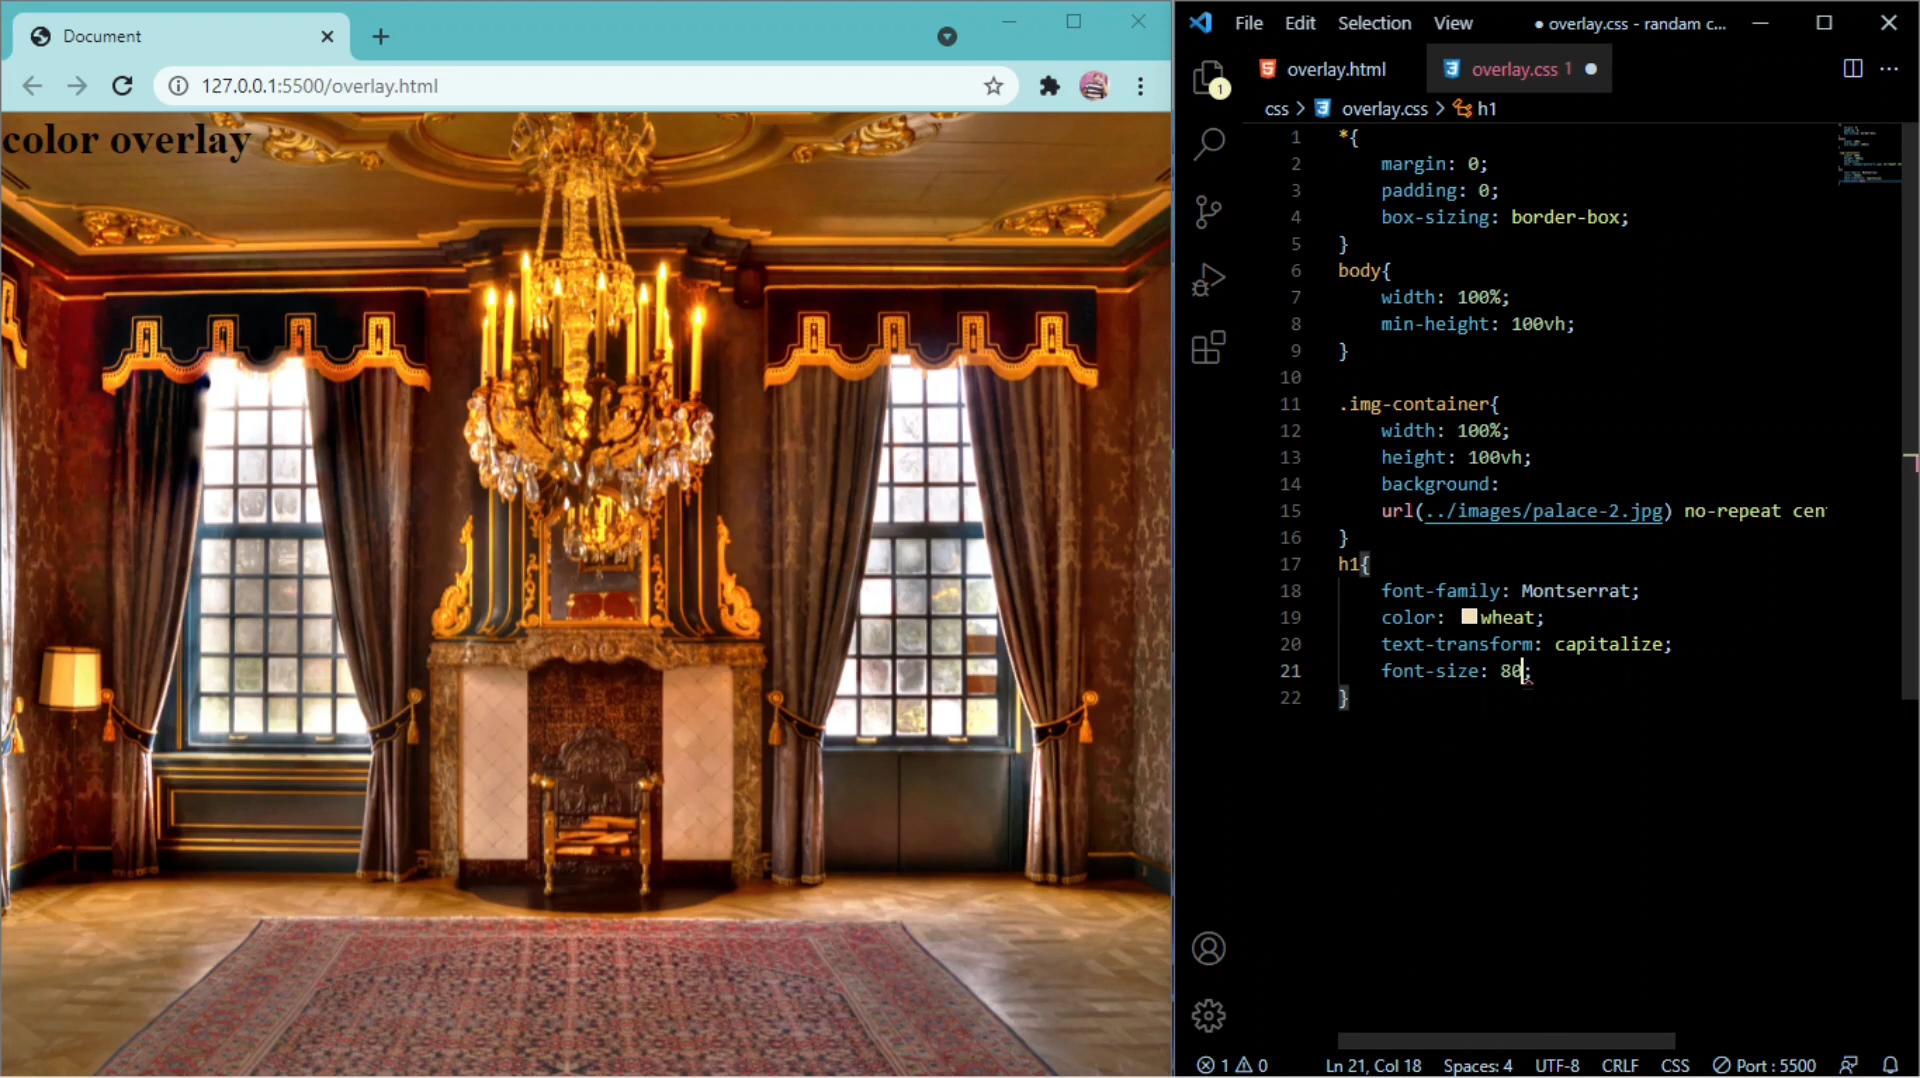 Document
127.0.0.1:5500/overlay.html
color overlay
File Edit Selection View
● overlay.css - randam c...
overlay.html
overlay.css 1
1
css > overlay.css > h1
1 *{
2 margin: 0;
3 padding: 0;
4 box-sizing: border-box;
5 }
6 body{
7 width: 100%;
8 min-height: 100vh;
9 }
10
11 .img-container{
12 width: 100%;
13 height: 100vh;
14 background:
15 url(../images/palace-2.jpg) no-repeat cen
16 }
17 h1{
18 font-family: Montserrat;
19 color: wheat;
20 text-transform: capitalize;
21 font-size: 80;
22 }
1 0 Ln 21, Col 18 Spaces: 4 UTF-8 CRLF CSS Port : 5500